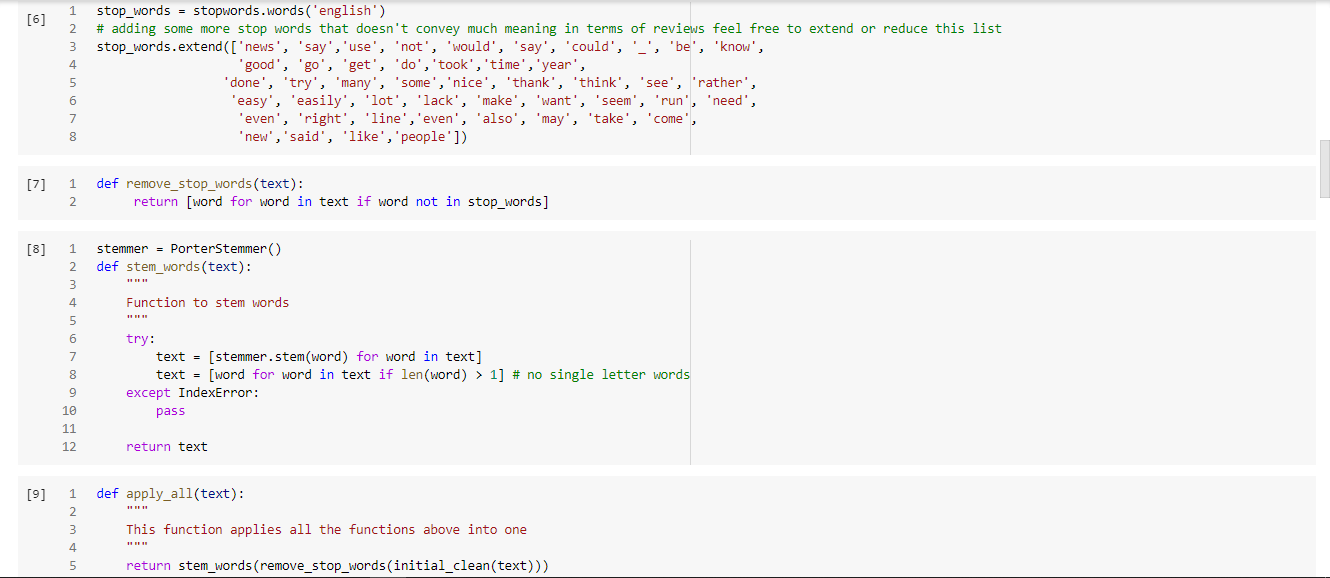 [6] 1 stop_words = stopwords.words('english')
2 # adding some more stop words that doesn't convey much meaning in terms of reviews feel free to extend or reduce this list
3 stop_words.extend(['news', 'say','use', 'not', 'would', 'say', 'could', '_', 'be', 'know',
4 'good', 'go', 'get', 'do','took','time','year',
5 'done', 'try', 'many', 'some','nice', 'thank', 'think', 'see', 'rather',
6 'easy', 'easily', 'lot', 'lack', 'make', 'want', 'seem', 'run', 'need',
7 'even', 'right', 'line','even', 'also', 'may', 'take', 'come',
8 'new','said', 'like','people'])
[7] 1 def remove_stop_words(text):
2 return [word for word in text if word not in stop_words]
[8] 1 stemmer = PorterStemmer()
2 def stem_words(text):
3 """
4 Function to stem words
5 """
6 try:
7 text = [stemmer.stem(word) for word in text]
8 text = [word for word in text if len(word) > 1] # no single letter words
9 except IndexError:
10 pass
11
12 return text
[9] 1 def apply_all(text):
2 """
3 This function applies all the functions above into one
4 """
5 return stem_words(remove_stop_words(initial_clean(text)))